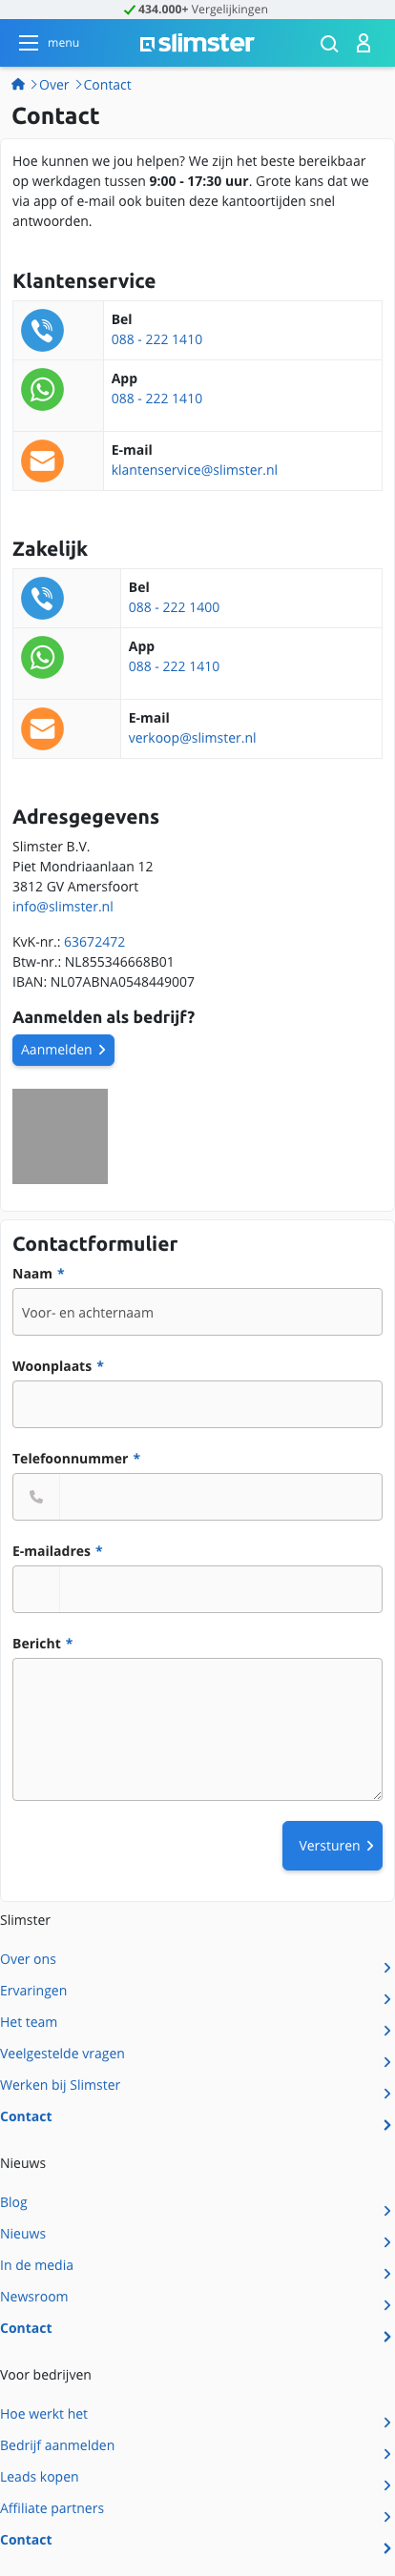 434.000+ Vergelijkingen
menu
slimster
Over
Contact
Contact
Hoe kunnen we jou helpen? We zijn het beste bereikbaar
op werkdagen tussen 9:00 - 17:30 uur. Grote kans dat we
via app of e-mail ook buiten deze kantoortijden snel
antwoorden.
Klantenservice
Bel
088 - 222 1410
App
088 - 222 1410
E-mail
klantenservice@slimster.nl
Zakelijk
Bel
088 - 222 1400
App
088 - 222 1410
E-mail
verkoop@slimster.nl
Adresgegevens
Slimster B.V.
Piet Mondriaanlaan 12
3812 GV Amersfoort
info@slimster.nl
KvK-nr.: 63672472
Btw-nr.: NL855346668B01
IBAN: NL07ABNA0548449007
Aanmelden als bedrijf?
Aanmelden
Contactformulier
Naam *
Voor- en achternaam
Woonplaats *
Telefoonnummer *
E-mailadres *
Bericht *
Versturen
Slimster
Over ons
Ervaringen
Het team
Veelgestelde vragen
Werken bij Slimster
Contact
Nieuws
Blog
Nieuws
In de media
Newsroom
Contact
Voor bedrijven
Hoe werkt het
Bedrijf aanmelden
Leads kopen
Affiliate partners
Contact